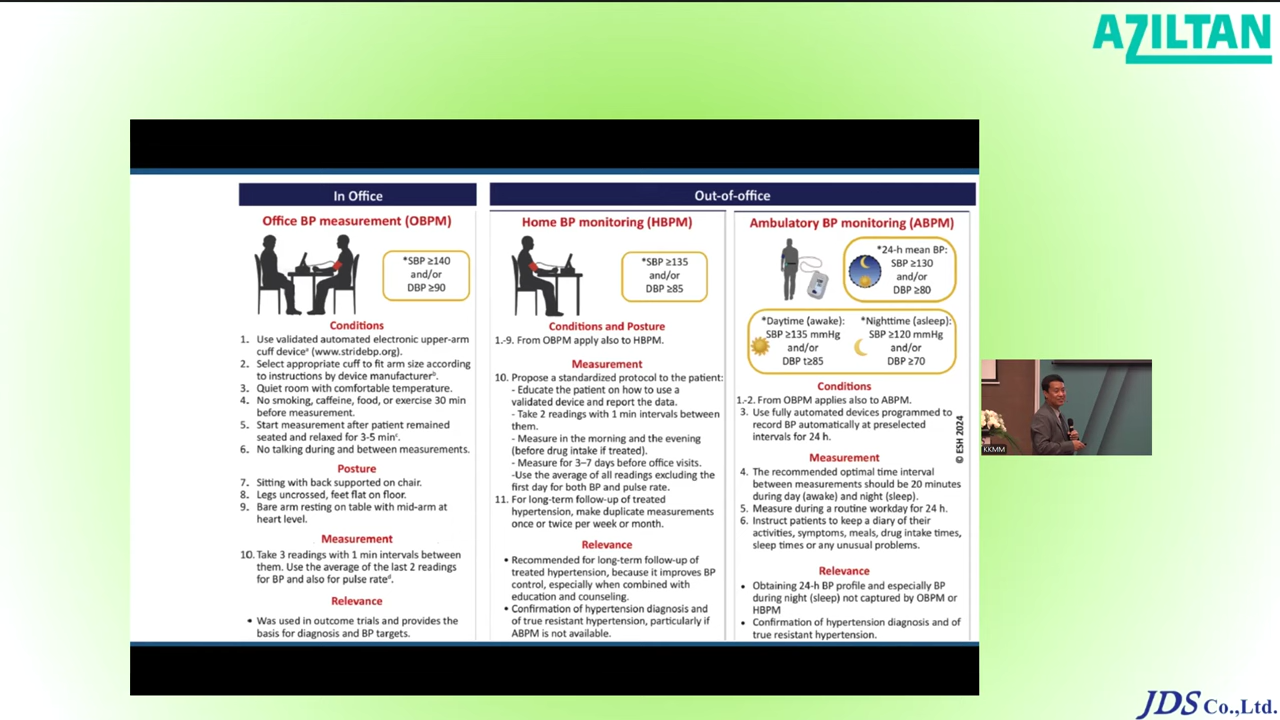 AZILTAN
In Office
Office BP measurement (OBPM)
*SBP ≥140
and/or
DBP ≥90
Conditions
1. Use validated automated electronic upper-arm
cuff deviceᵃ (www.stridebp.org).
2. Select appropriate cuff to fit arm size according
to instructions by device manufacturerᵇ.
3. Quiet room with comfortable temperature.
4. No smoking, caffeine, food, or exercise 30 min
before measurement.
5. Start measurement after patient remained
seated and relaxed for 3-5 minᶜ.
6. No talking during and between measurements.
Posture
7. Sitting with back supported on chair.
8. Legs uncrossed, feet flat on floor.
9. Bare arm resting on table with mid-arm at
heart level.
Measurement
10. Take 3 readings with 1 min intervals between
them. Use the average of the last 2 readings
for BP and also for pulse rateᵈ.
Relevance
• Was used in outcome trials and provides the
basis for diagnosis and BP targets.
Out-of-office
Home BP monitoring (HBPM)
*SBP ≥135
and/or
DBP ≥85
Conditions and Posture
1.-9. From OBPM apply also to HBPM.
Measurement
10. Propose a standardized protocol to the patient:
- Educate the patient on how to use a
validated device and report the data.
- Take 2 readings with 1 min intervals between
them.
- Measure in the morning and the evening
(before drug intake if treated).
- Measure for 3–7 days before office visits.
-Use the average of all readings excluding the
first day for both BP and pulse rate.
11. For long-term follow-up of treated
hypertension, make duplicate measurements
once or twice per week or month.
Relevance
• Recommended for long-term follow-up of
treated hypertension, because it improves BP
control, especially when combined with
education and counseling.
• Confirmation of hypertension diagnosis and
of true resistant hypertension, particularly if
ABPM is not available.
Ambulatory BP monitoring (ABPM)
*24-h mean BP:
SBP ≥130
and/or
DBP ≥80
*Daytime (awake):
SBP ≥135 mmHg
and/or
DBP t≥85
*Nighttime (asleep):
SBP ≥120 mmHg
and/or
DBP ≥70
Conditions
1.-2. From OBPM applies also to ABPM.
3. Use fully automated devices programmed to
record BP automatically at preselected
intervals for 24 h.
Measurement
4. The recommended optimal time interval
between measurements should be 20 minutes
during day (awake) and night (sleep).
5. Measure during a routine workday for 24 h.
6. Instruct patients to keep a diary of their
activities, symptoms, meals, drug intake times,
sleep times or any unusual problems.
Relevance
• Obtaining 24-h BP profile and especially BP
during night (sleep) not captured by OBPM or
HBPM
• Confirmation of hypertension diagnosis and of
true resistant hypertension.
© ESH 2024
KKMM
JDS Co.,Ltd.